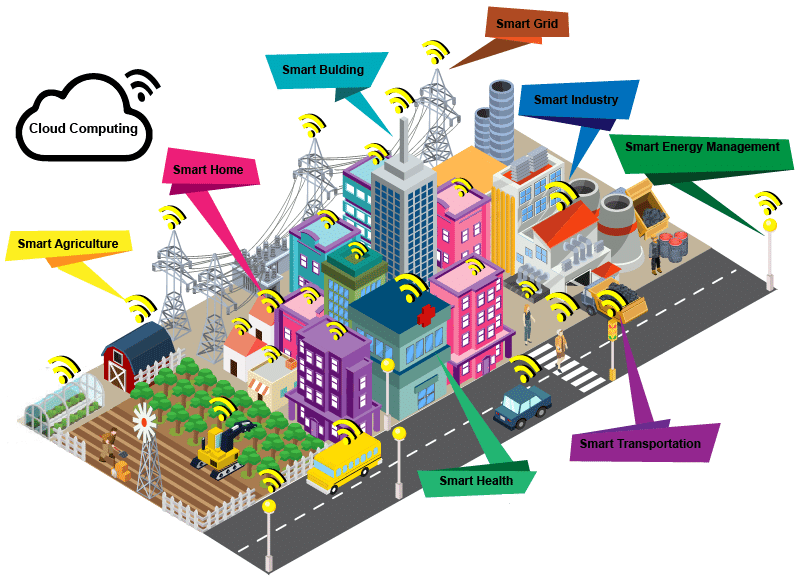 Smart Grid
Smart Bulding
Smart Industry
Cloud Computing
Smart Energy Management
Smart Home
Smart Agriculture
Smart Transportation
Smart Health